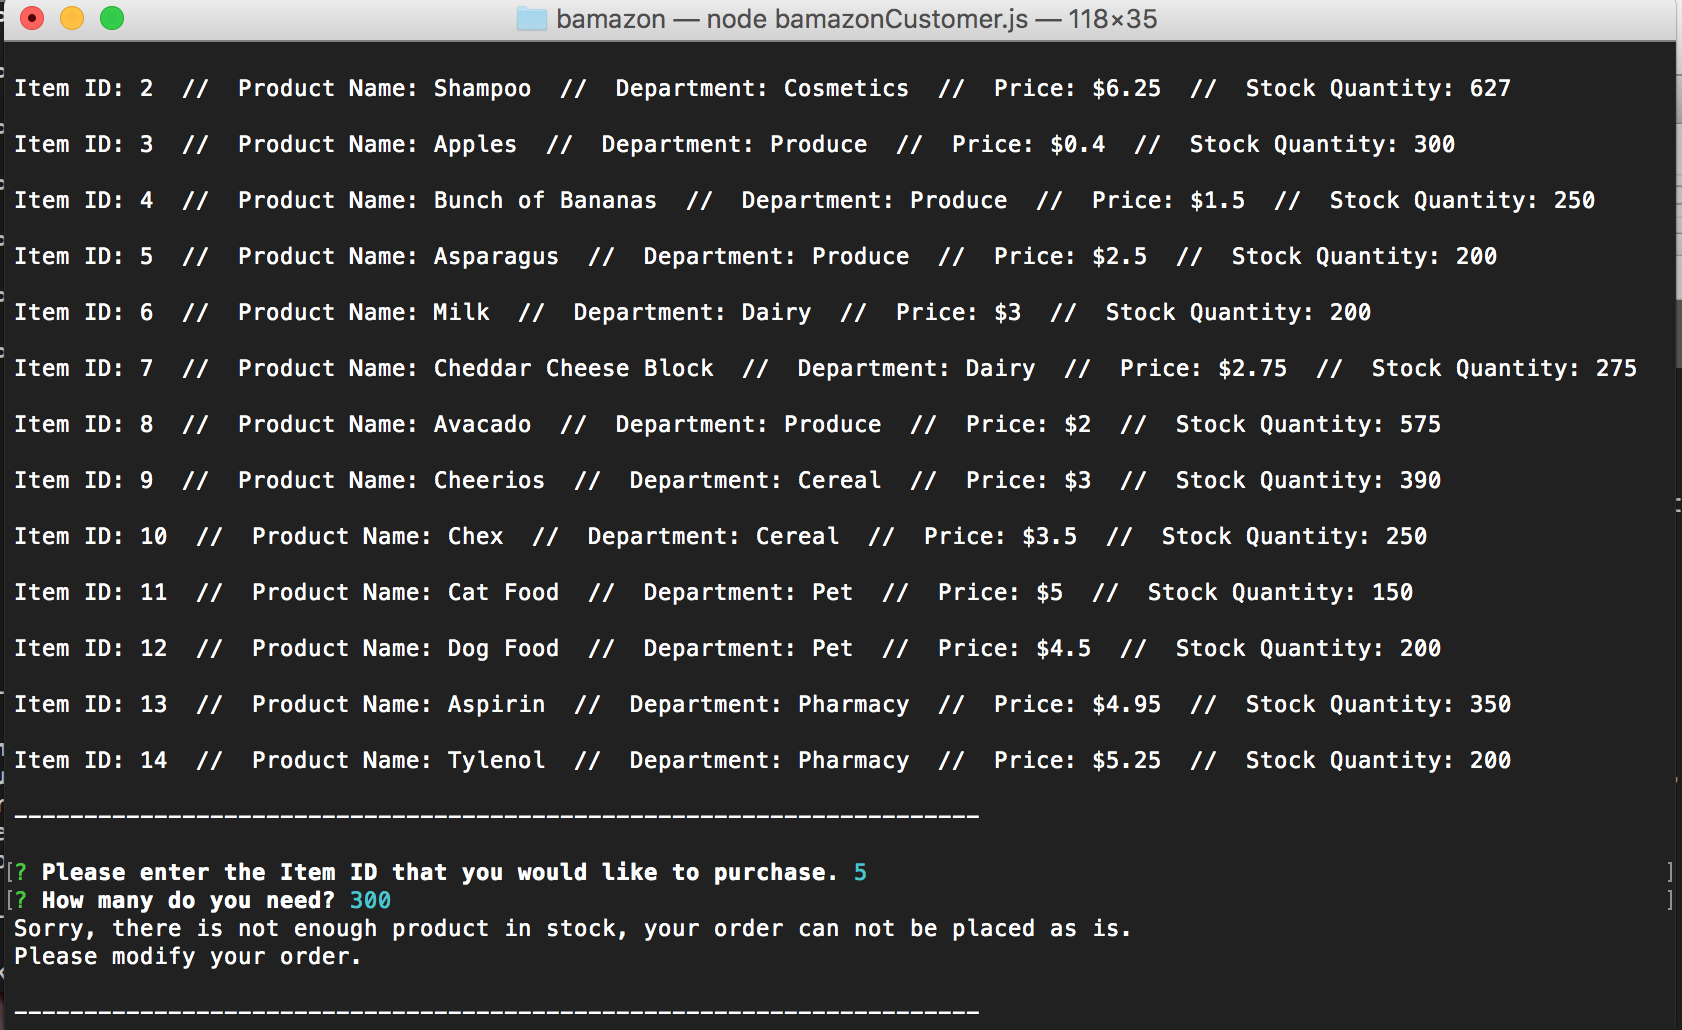 bamazon — node bamazonCustomer.js — 118×35
Item ID: 2  //  Product Name: Shampoo  //  Department: Cosmetics  //  Price: $6.25  //  Stock Quantity: 627
Item ID: 3  //  Product Name: Apples  //  Department: Produce  //  Price: $0.4  //  Stock Quantity: 300
Item ID: 4  //  Product Name: Bunch of Bananas  //  Department: Produce  //  Price: $1.5  //  Stock Quantity: 250
Item ID: 5  //  Product Name: Asparagus  //  Department: Produce  //  Price: $2.5  //  Stock Quantity: 200
Item ID: 6  //  Product Name: Milk  //  Department: Dairy  //  Price: $3  //  Stock Quantity: 200
Item ID: 7  //  Product Name: Cheddar Cheese Block  //  Department: Dairy  //  Price: $2.75  //  Stock Quantity: 275
Item ID: 8  //  Product Name: Avacado  //  Department: Produce  //  Price: $2  //  Stock Quantity: 575
Item ID: 9  //  Product Name: Cheerios  //  Department: Cereal  //  Price: $3  //  Stock Quantity: 390
Item ID: 10  //  Product Name: Chex  //  Department: Cereal  //  Price: $3.5  //  Stock Quantity: 250
Item ID: 11  //  Product Name: Cat Food  //  Department: Pet  //  Price: $5  //  Stock Quantity: 150
Item ID: 12  //  Product Name: Dog Food  //  Department: Pet  //  Price: $4.5  //  Stock Quantity: 200
Item ID: 13  //  Product Name: Aspirin  //  Department: Pharmacy  //  Price: $4.95  //  Stock Quantity: 350
Item ID: 14  //  Product Name: Tylenol  //  Department: Pharmacy  //  Price: $5.25  //  Stock Quantity: 200
---------------------------------------------------------------------
[? Please enter the Item ID that you would like to purchase. 5 ]
[? How many do you need? 300 ]
Sorry, there is not enough product in stock, your order can not be placed as is.
Please modify your order.
---------------------------------------------------------------------